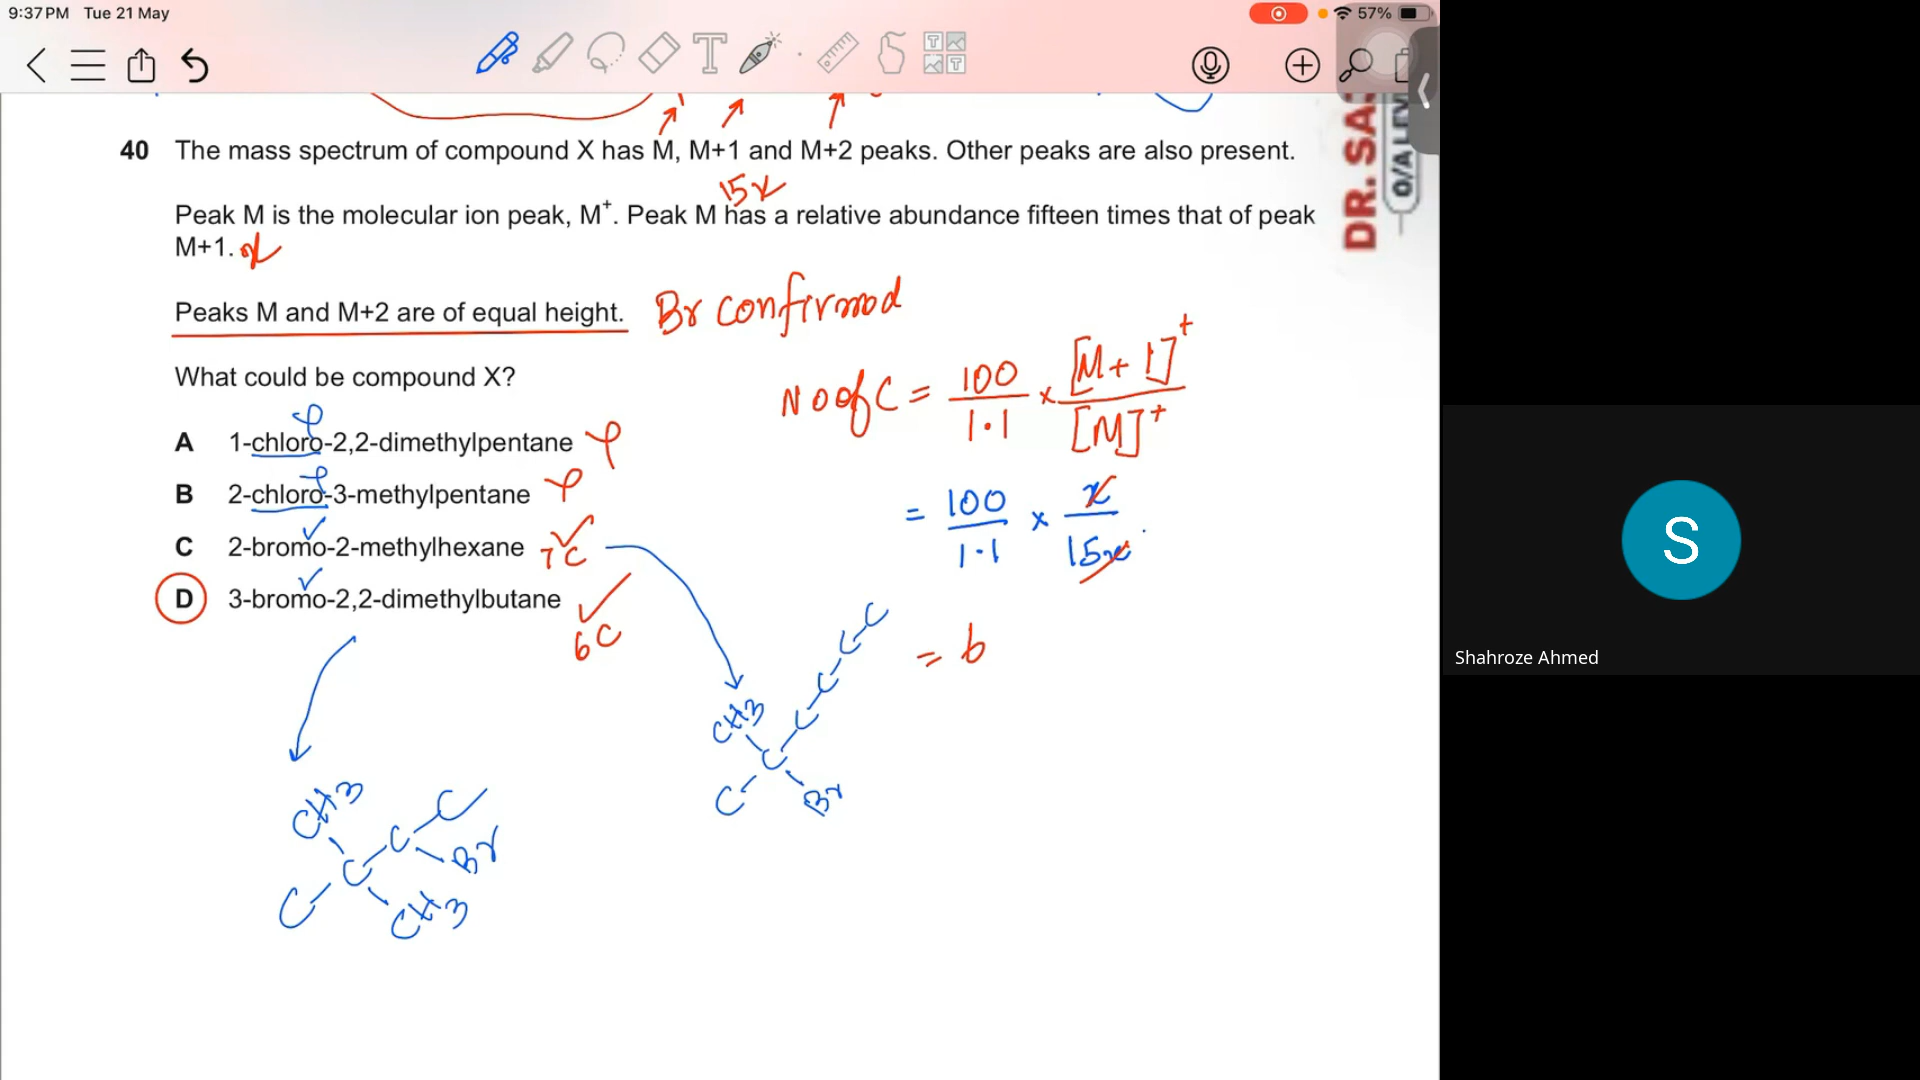 9:37 PM Tue 21 May
57%
DR. SA
O/A LEV
40 The mass spectrum of compound X has M, M+1 and M+2 peaks. Other peaks are also present.
15x
Peak M is the molecular ion peak, M+. Peak M has a relative abundance fifteen times that of peak
M+1. x
Peaks M and M+2 are of equal height. Br confirmed
What could be compound X?
No of C = 100/1.1 × [M+1]+/[M]+
A 1-chloro-2,2-dimethylpentane
B 2-chloro-3-methylpentane
= 100/1.1 × x/15x
C 2-bromo-2-methylhexane 7C
D 3-bromo-2,2-dimethylbutane
6C
= 6
C
C
C
C
CH3
C
C
Br
CH3
C
C
Br
C
C
CH3
S
Shahroze Ahmed